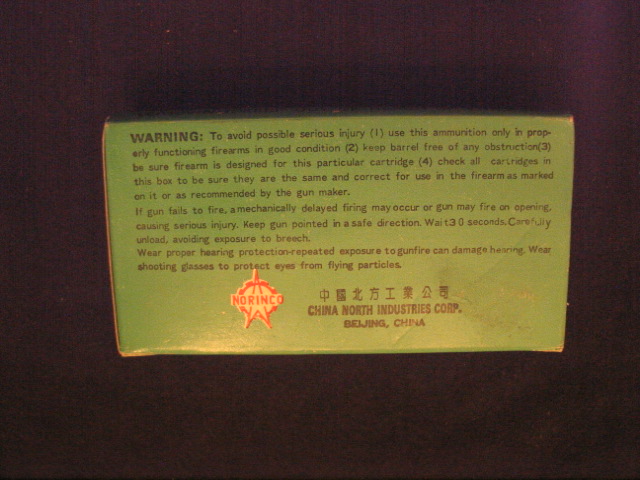 WARNING: To avoid possible serious injury (1) use this ammunition only in prop-
erly functioning firearms in good condition (2) keep barrel free of any obstruction(3)
be sure firearm is designed for this particular cartridge (4) check all cartridges in
this box to be sure they are the same and correct for use in the firearm as marked
on it or as recommended by the gun maker.
If gun fails to fire, a mechanically delayed firing may occur or gun may fire on opening,
causing serious injury. Keep gun pointed in a safe direction. Wait 30 seconds. Carefully
unload, avoiding exposure to breech.
Wear proper hearing protection-repeated exposure to gunfire can damage hearing. Wear
shooting glasses to protect eyes from flying particles.
NORINCO
中國北方工業公司
CHINA NORTH INDUSTRIES CORP.
BEIJING, CHINA